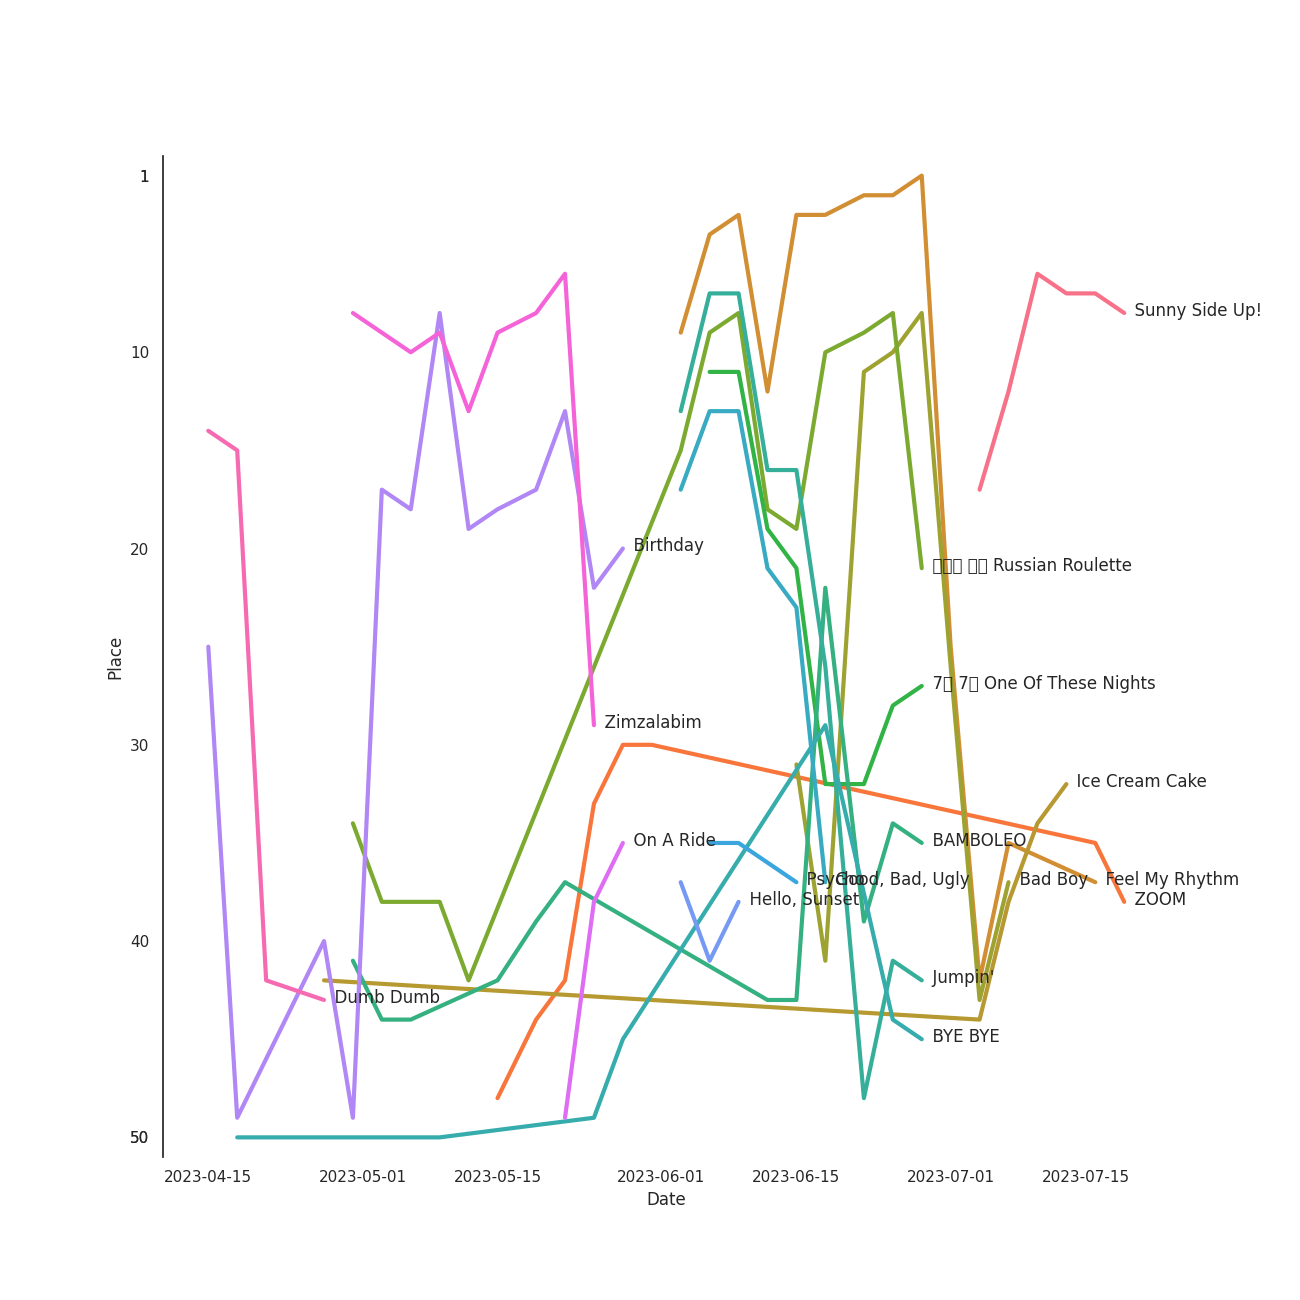 1
10
20
30
40
50
Place
Sunny Side Up!
Birthday
Russian Roulette
7 7 One Of These Nights
Zimzalabim
Ice Cream Cake
On A Ride
BAMBOLEO
Psycho
Good, Bad, Ugly
Bad Boy
Feel My Rhythm
Hello, Sunset
ZOOM
Jumpin'
Dumb Dumb
BYE BYE
2023-04-15
2023-05-01
2023-05-15
2023-06-01
2023-06-15
2023-07-01
2023-07-15
Date